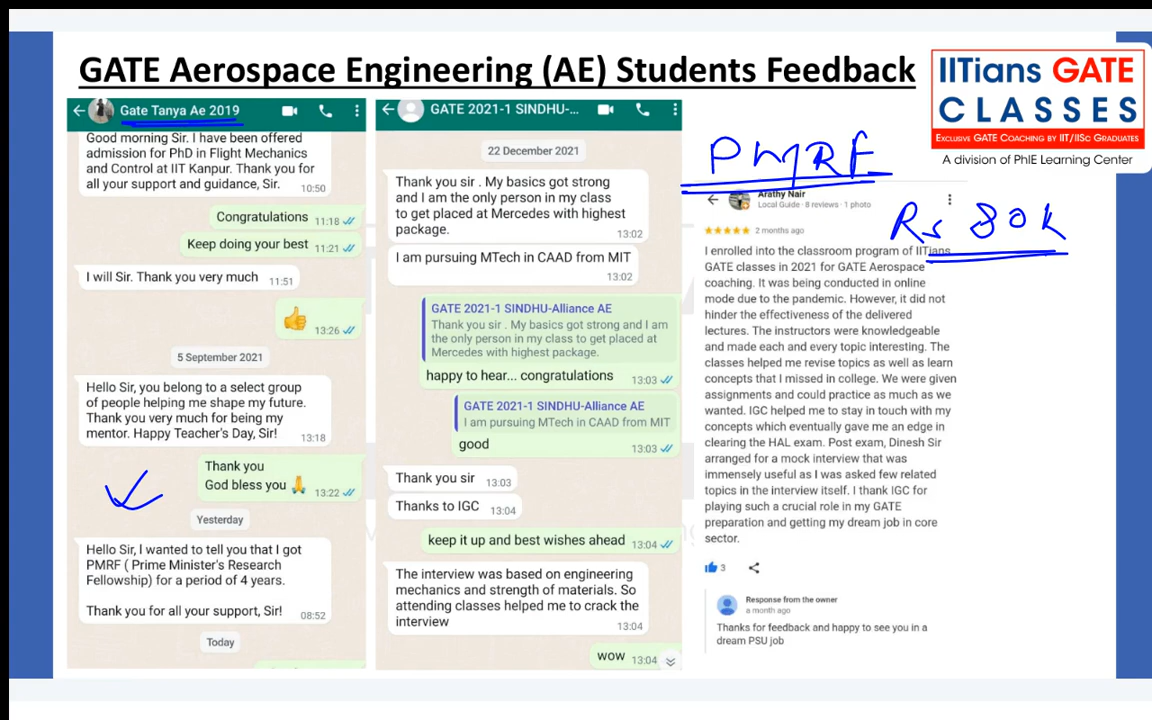 GATE Aerospace Engineering (AE) Students Feedback
IITians GATE
CLASSES
EXCLUSIVE GATE COACHING BY IIT/IISc GRADUATES
A division of PhIE Learning Center
Gate Tanya Ae 2019
Good morning Sir. I have been offered
admission for PhD in Flight Mechanics
and Control at IIT Kanpur. Thank you for
all your support and guidance, Sir. 10:50
Congratulations 11:18
Keep doing your best 11:21
I will Sir. Thank you very much 11:51
13:26
5 September 2021
Hello Sir, you belong to a select group
of people helping me shape my future.
Thank you very much for being my
mentor. Happy Teacher's Day, Sir! 13:18
Thank you
God bless you 13:22
Yesterday
Hello Sir, I wanted to tell you that I got
PMRF ( Prime Minister's Research
Fellowship) for a period of 4 years.
Thank you for all your support, Sir! 08:52
Today
GATE 2021-1 SINDHU-...
22 December 2021
Thank you sir . My basics got strong
and I am the only person in my class
to get placed at Mercedes with highest
package. 13:02
I am pursuing MTech in CAAD from MIT
13:02
GATE 2021-1 SINDHU-Alliance AE
Thank you sir . My basics got strong and I am
the only person in my class to get placed at
Mercedes with highest package.
happy to hear... congratulations 13:03
GATE 2021-1 SINDHU-Alliance AE
I am pursuing MTech in CAAD from MIT
good 13:03
Thank you sir 13:03
Thanks to IGC 13:04
keep it up and best wishes ahead 13:04
The interview was based on engineering
mechanics and strength of materials. So
attending classes helped me to crack the
interview 13:04
wow 13:04
PMRF
Rs 80k
Arathy Nair
Local Guide · 8 reviews · 1 photo
2 months ago
I enrolled into the classroom program of IITians
GATE classes in 2021 for GATE Aerospace
coaching. It was being conducted in online
mode due to the pandemic. However, it did not
hinder the effectiveness of the delivered
lectures. The instructors were knowledgeable
and made each and every topic interesting. The
classes helped me revise topics as well as learn
concepts that I missed in college. We were given
assignments and could practice as much as we
wanted. IGC helped me to stay in touch with my
concepts which eventually gave me an edge in
clearing the HAL exam. Post exam, Dinesh Sir
arranged for a mock interview that was
immensely useful as I was asked few related
topics in the interview itself. I thank IGC for
playing such a crucial role in my GATE
preparation and getting my dream job in core
sector.
3
Response from the owner
a month ago
Thanks for feedback and happy to see you in a
dream PSU job